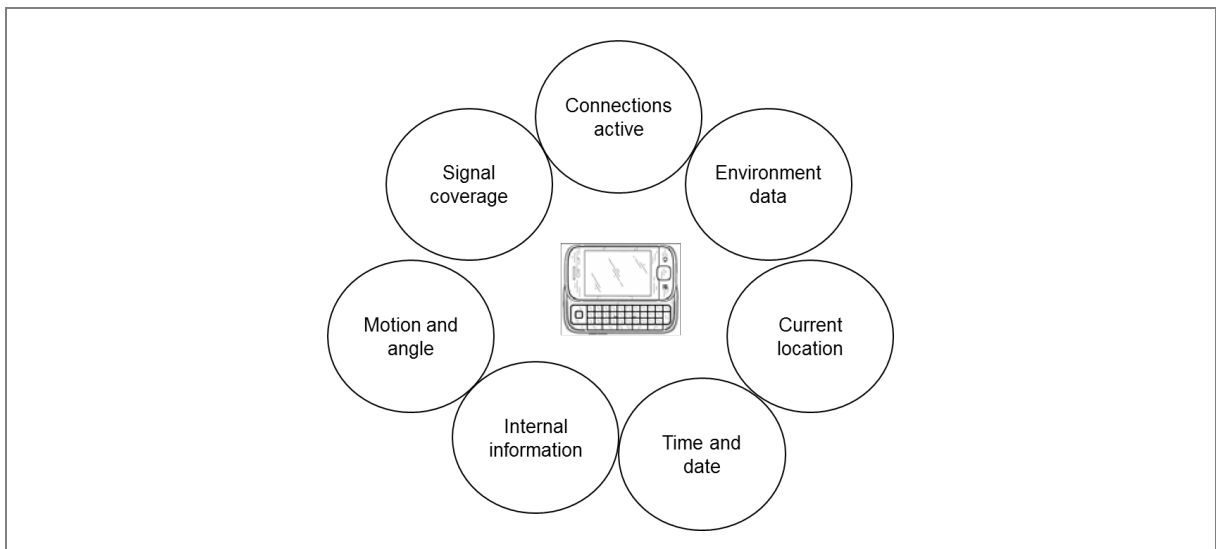 Connections
active
Environment
data
Current
location
Time and
date
Internal
information
Motion and
angle
Signal
coverage